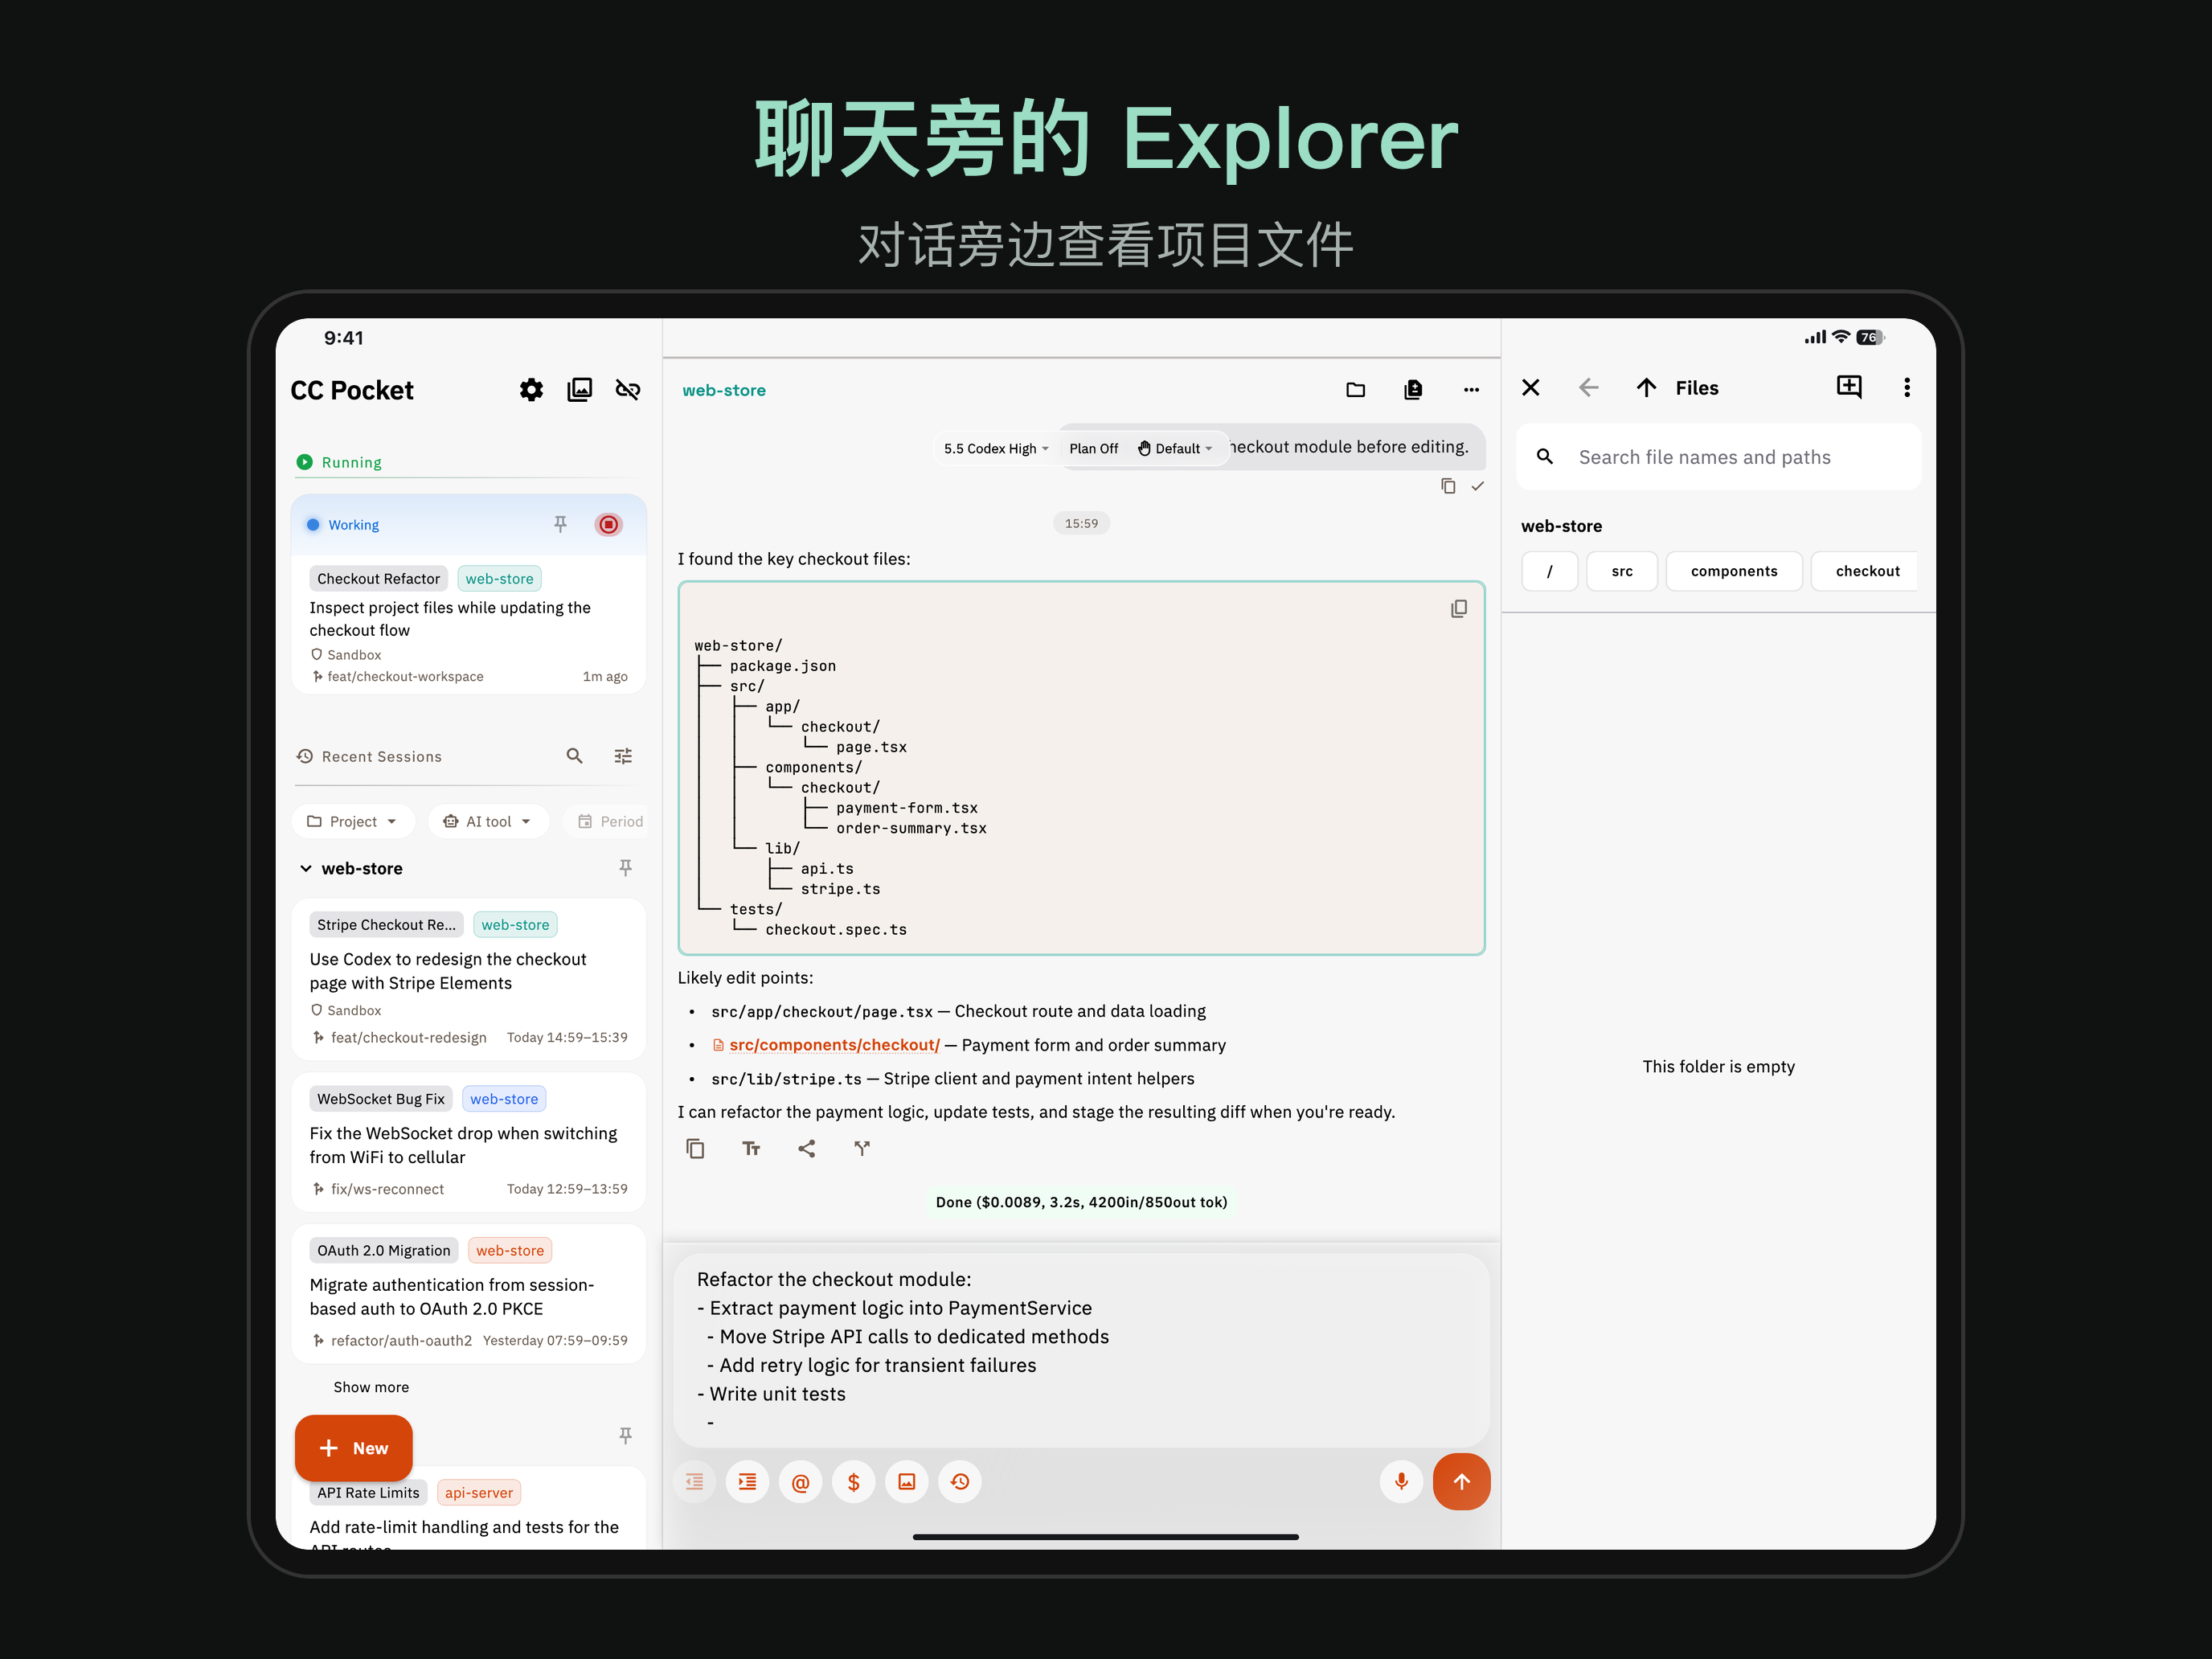 聊天旁的 Explorer
对话旁边查看项目文件
9:41
76
CC Pocket
Running
Working
Checkout Refactor
web-store
Inspect project files while updating the
checkout flow
Sandbox
feat/checkout-workspace
1m ago
Recent Sessions
Project
AI tool
Period
web-store
Stripe Checkout Re...
web-store
Use Codex to redesign the checkout
page with Stripe Elements
Sandbox
feat/checkout-redesign
Today 14:59–15:39
WebSocket Bug Fix
web-store
Fix the WebSocket drop when switching
from WiFi to cellular
fix/ws-reconnect
Today 12:59–13:59
OAuth 2.0 Migration
web-store
Migrate authentication from session-
based auth to OAuth 2.0 PKCE
refactor/auth-oauth2
Yesterday 07:59–09:59
Show more
+ New
API Rate Limits
api-server
Add rate-limit handling and tests for the
API routes
web-store
5.5 Codex High
Plan Off
Default
heckout module before editing.
15:59
I found the key checkout files:
web-store/
├── package.json
├── src/
│   ├── app/
│   │   └── checkout/
│   │       └── page.tsx
│   ├── components/
│   │   └── checkout/
│   │       ├── payment-form.tsx
│   │       └── order-summary.tsx
│   └── lib/
│       ├── api.ts
│       └── stripe.ts
└── tests/
    └── checkout.spec.ts
Likely edit points:
• src/app/checkout/page.tsx — Checkout route and data loading
• src/components/checkout/ — Payment form and order summary
• src/lib/stripe.ts — Stripe client and payment intent helpers
I can refactor the payment logic, update tests, and stage the resulting diff when you're ready.
Done ($0.0089, 3.2s, 4200in/850out tok)
Refactor the checkout module:
- Extract payment logic into PaymentService
  - Move Stripe API calls to dedicated methods
  - Add retry logic for transient failures
- Write unit tests
  -
@
$
Files
Search file names and paths
web-store
/
src
components
checkout
This folder is empty